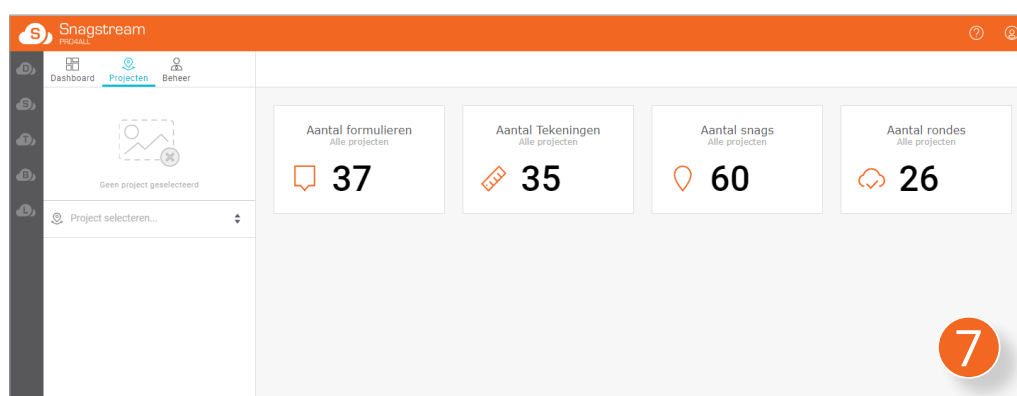 S Snagstream
PRO4ALL
D
Dashboard Projecten Beheer
S
T
B
L
Geen project geselecteerd
Project selecteren...
Aantal formulieren
Alle projecten
37
Aantal Tekeningen
Alle projecten
35
Aantal snags
Alle projecten
60
Aantal rondes
Alle projecten
26
?
7